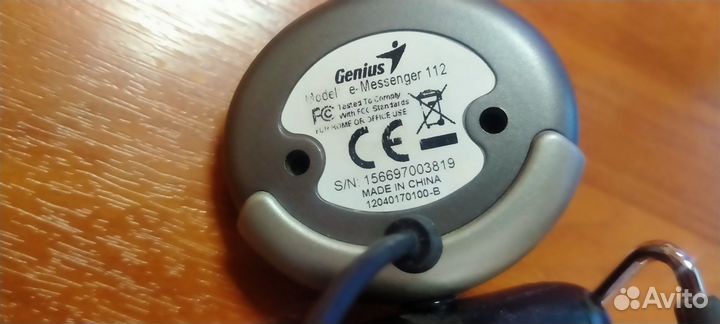 Genius
Model: e-Messenger 112
FC Tested To Comply
With FCC Standards
FOR HOME OR OFFICE USE
CE
S/N: 156697003819
MADE IN CHINA
12040170100-B
Avito